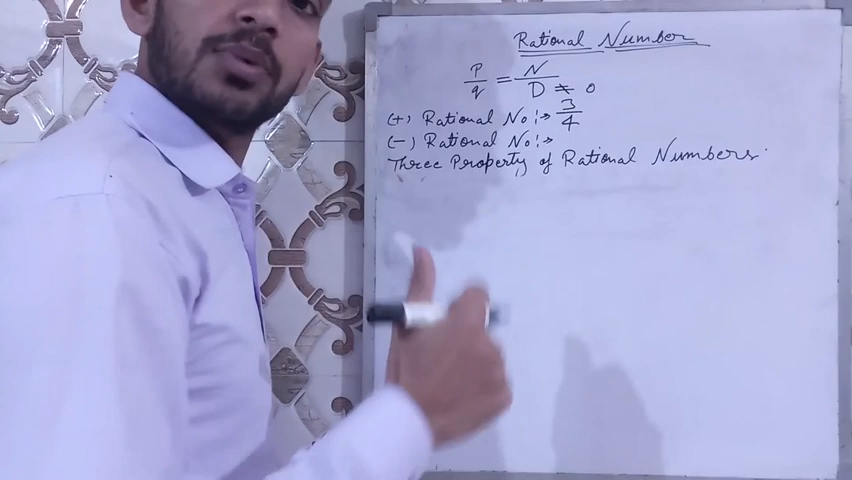 Rational Number
p/q = N/D ≠ 0
(+) Rational No:→ 3/4
(-) Rational No:→
Three Property of Rational Numbers.